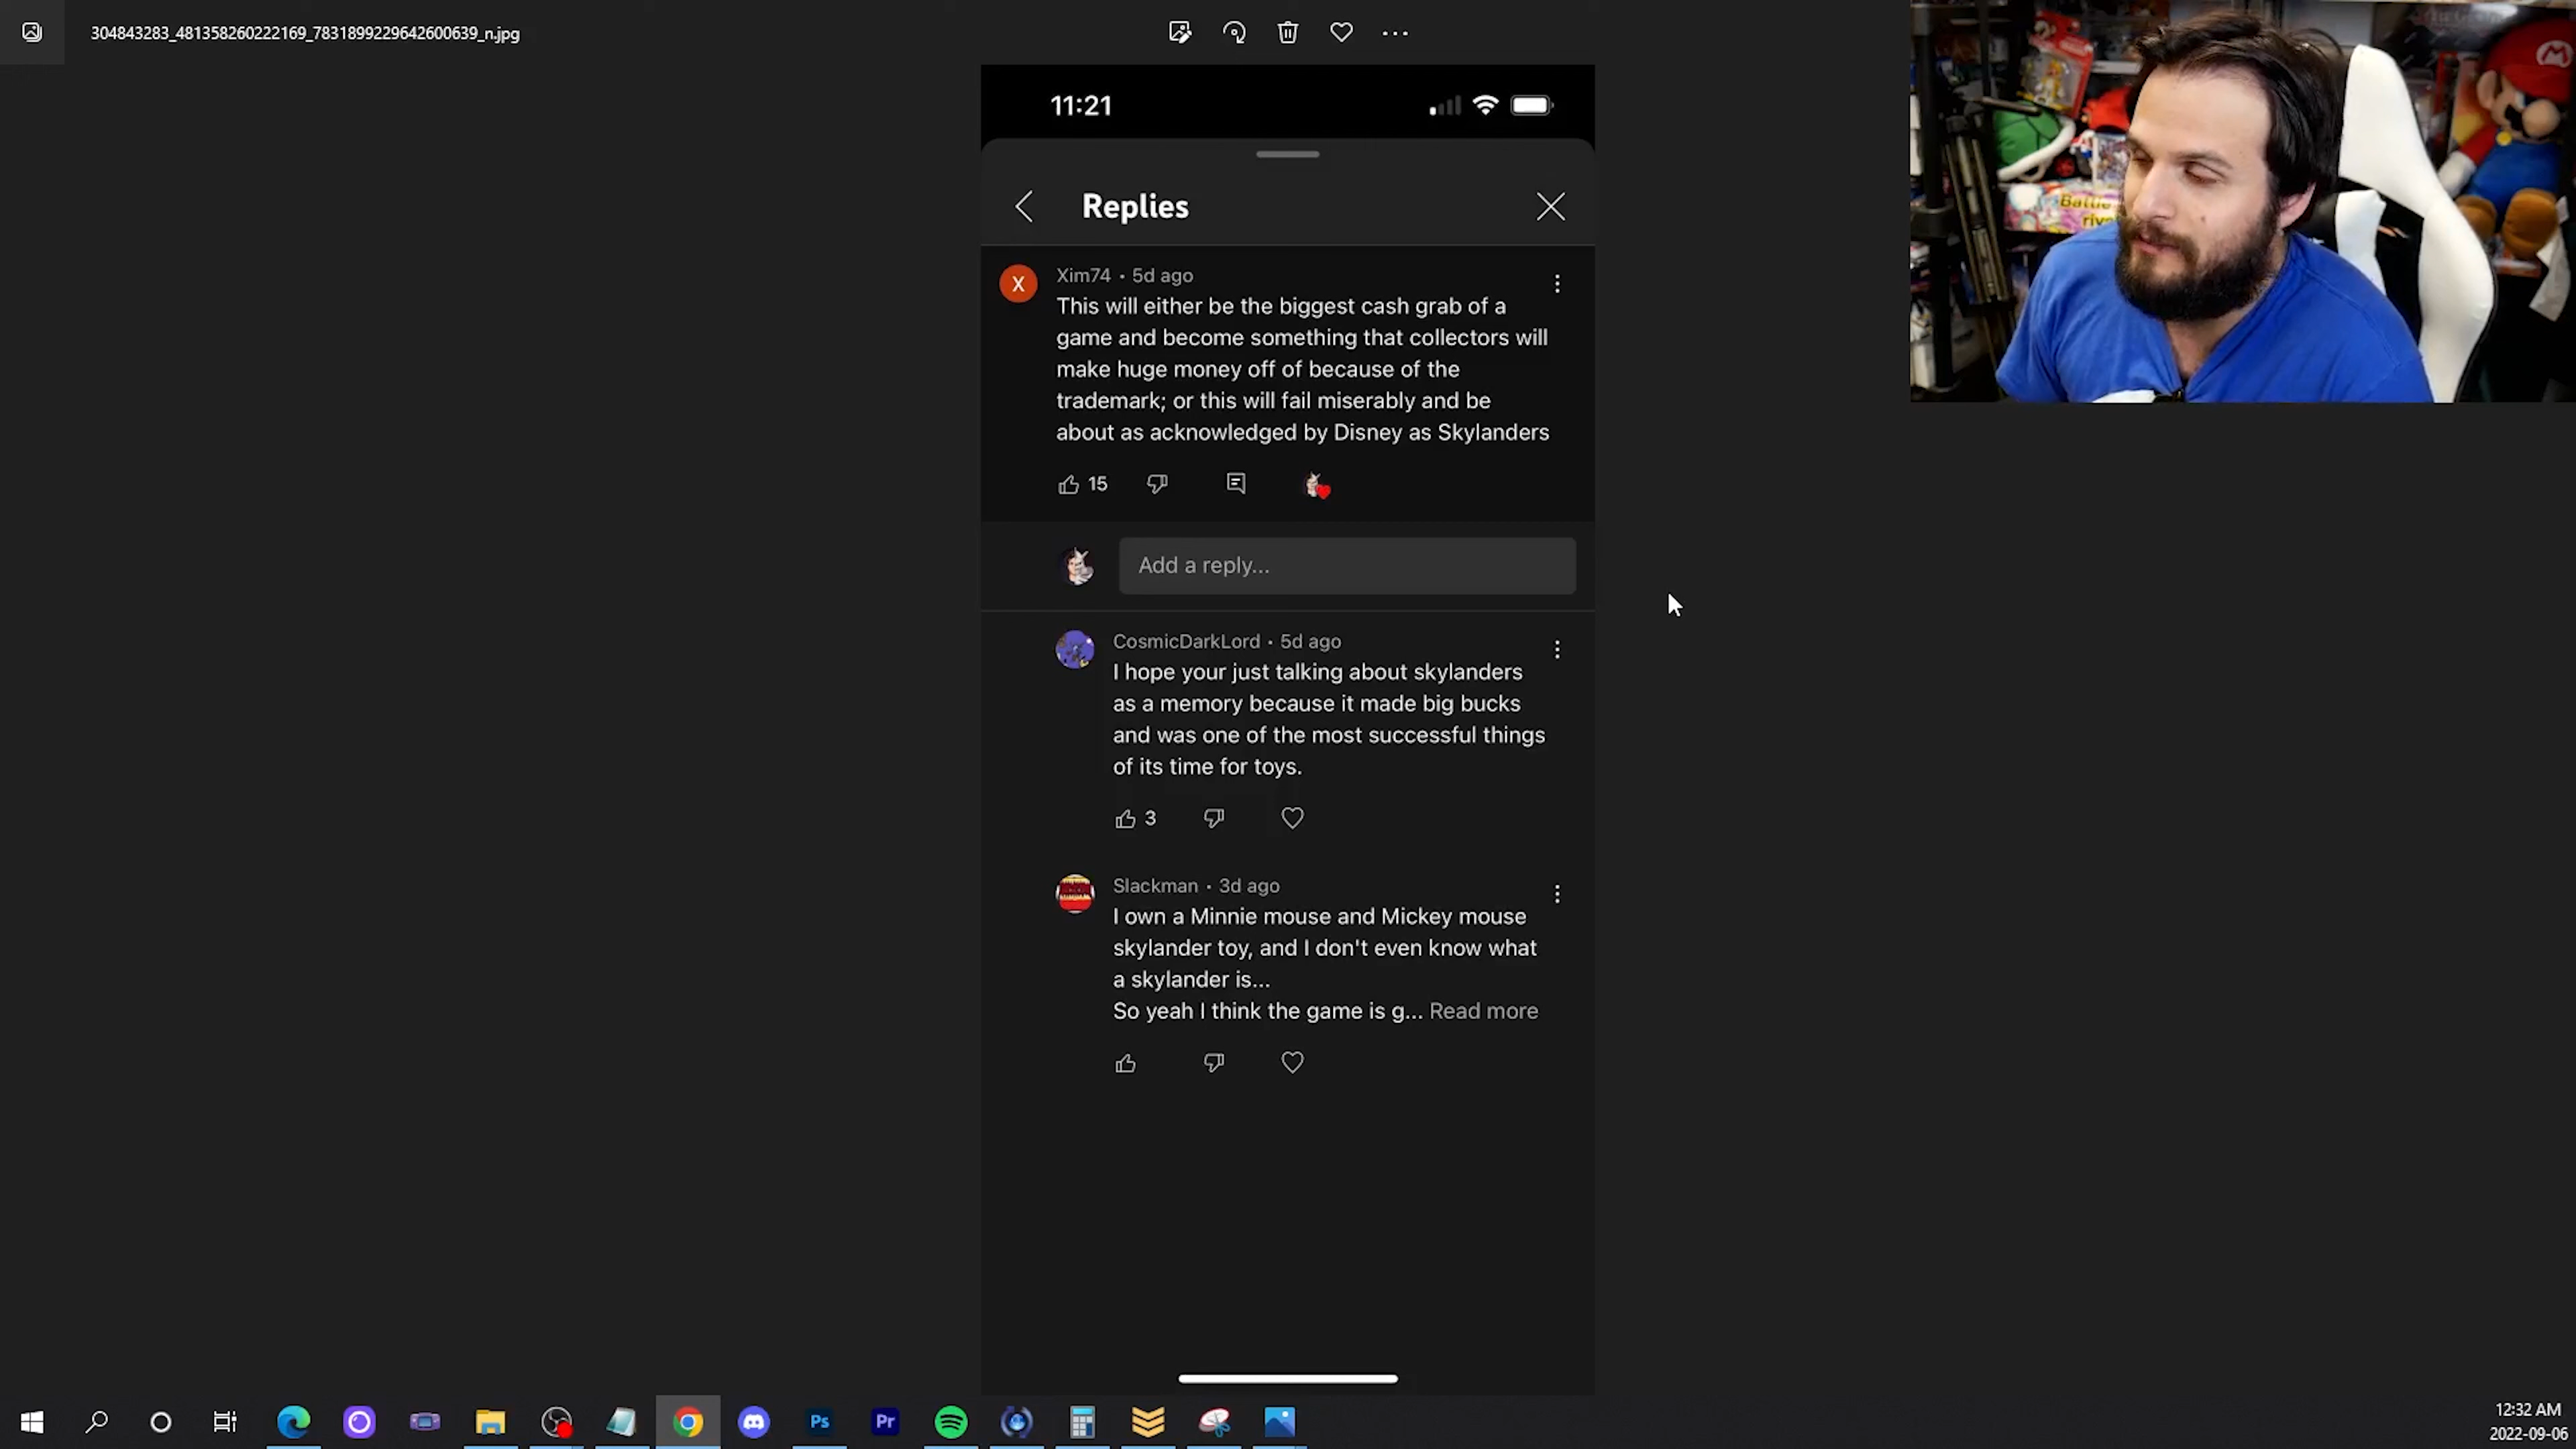 304843283_481358260222169_7831899229642600639_n.jpg
11:21
Replies
X
Xim74 · 5d ago
This will either be the biggest cash grab of a
game and become something that collectors will
make huge money off of because of the
trademark; or this will fail miserably and be
about as acknowledged by Disney as Skylanders
15
Add a reply...
CosmicDarkLord · 5d ago
I hope your just talking about skylanders
as a memory because it made big bucks
and was one of the most successful things
of its time for toys.
3
Slackman · 3d ago
I own a Minnie mouse and Mickey mouse
skylander toy, and I don't even know what
a skylander is...
So yeah I think the game is g... Read more
Battle
M
Ps
Pr
12:32 AM
2022-09-06